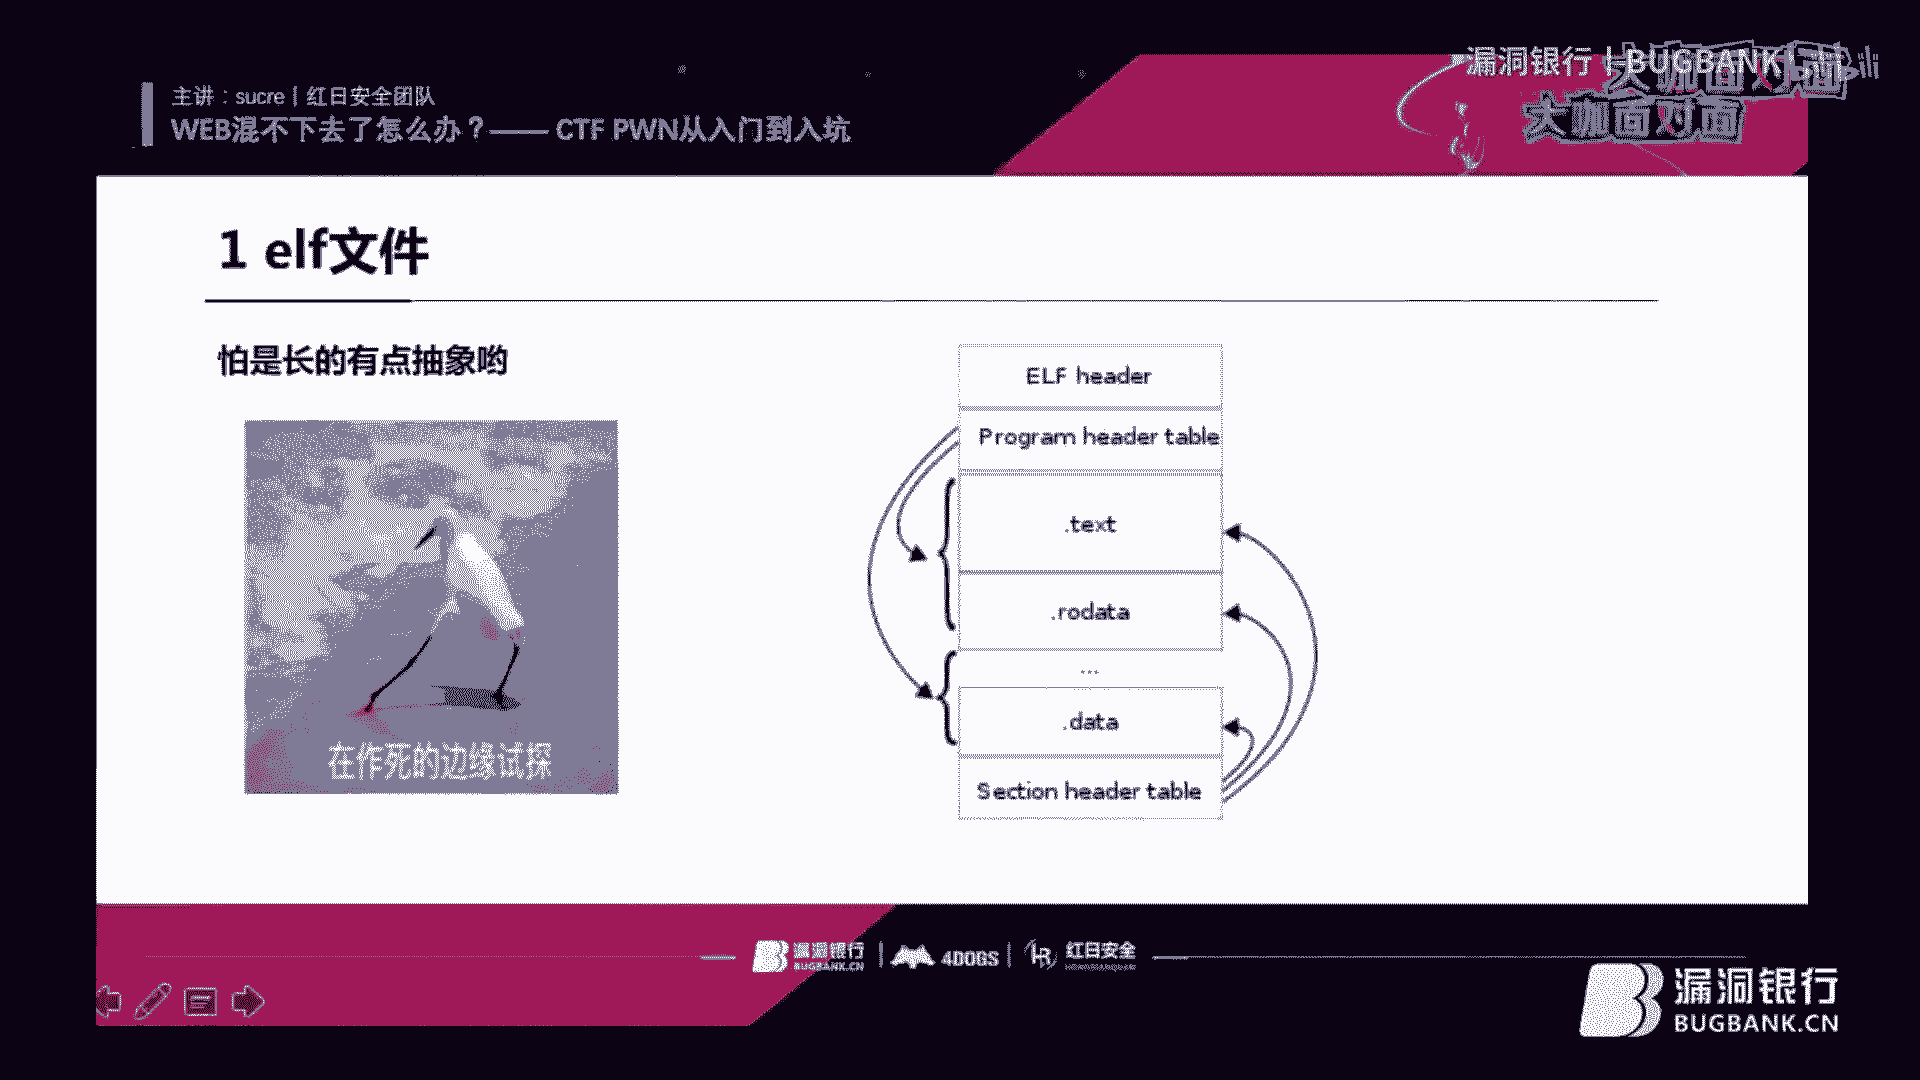 主讲：sucre | 红日安全团队
WEB混不下去了怎么办？—— CTF PWN从入门到入坑
漏洞银行 | BUGBANK
大咖面对面
大咖面对面
1 elf文件
怕是长的有点抽象哟
在作死的边缘试探
ELF header
Program header table
.text
.rodata
...
.data
Section header table
漏洞银行
BUGBANK.CN
4DOGS
红日安全
漏洞银行
BUGBANK.CN